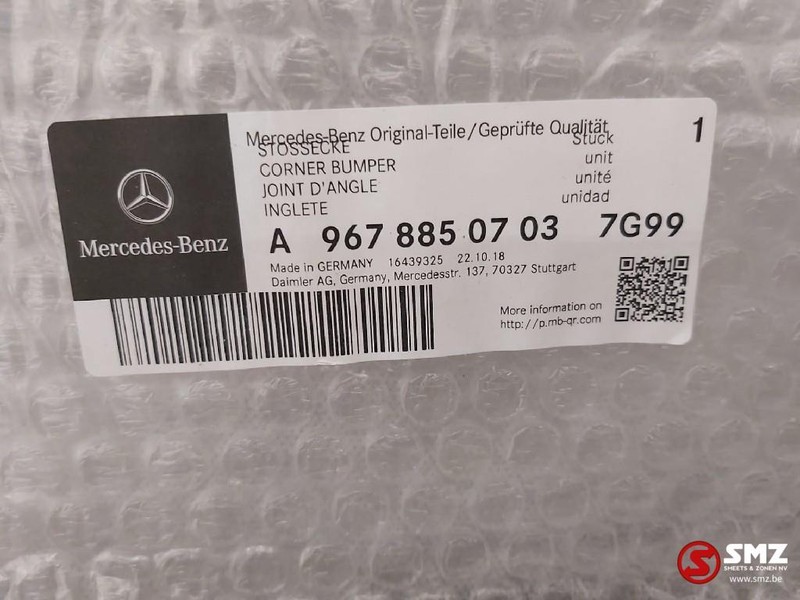 Mercedes-Benz Original-Teile/Geprüfte Qualität 1
STOSSECKE Stück
CORNER BUMPER unit
JOINT D'ANGLE unité
INGLETE unidad
Mercedes-Benz
A 967 885 07 03 7G99
Made in GERMANY 16439325 22.10.18
Daimler AG, Germany, Mercedesstr. 137, 70327 Stuttgart
More information on
http://p.mb-qr.com
SMZ
SHEETS & ZONEN NV
www.smz.be